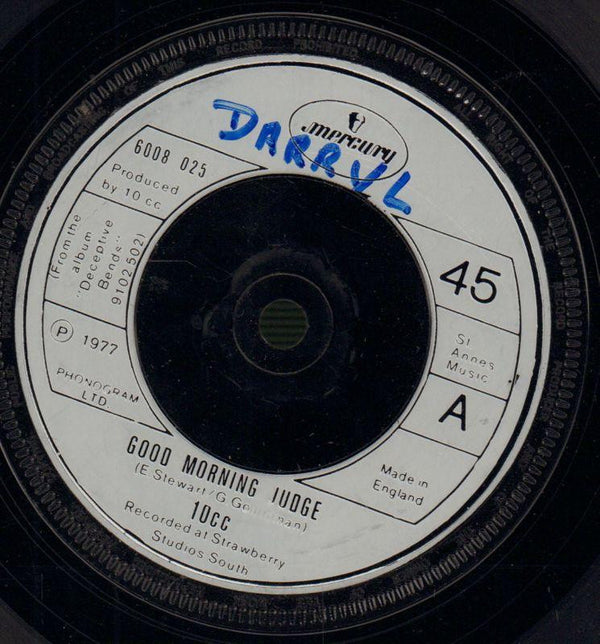 DARRYL
mercury
6008 025
Produced
by 10 cc
(From the
album
"Deceptive
Bends"
9102 502)
P 1977
PHONOGRAM
LTD.
45
St
Annes
Music
A
Made in
England
GOOD MORNING JUDGE
(E Stewart/G Gouldman)
10CC
Recorded at Strawberry
Studios South